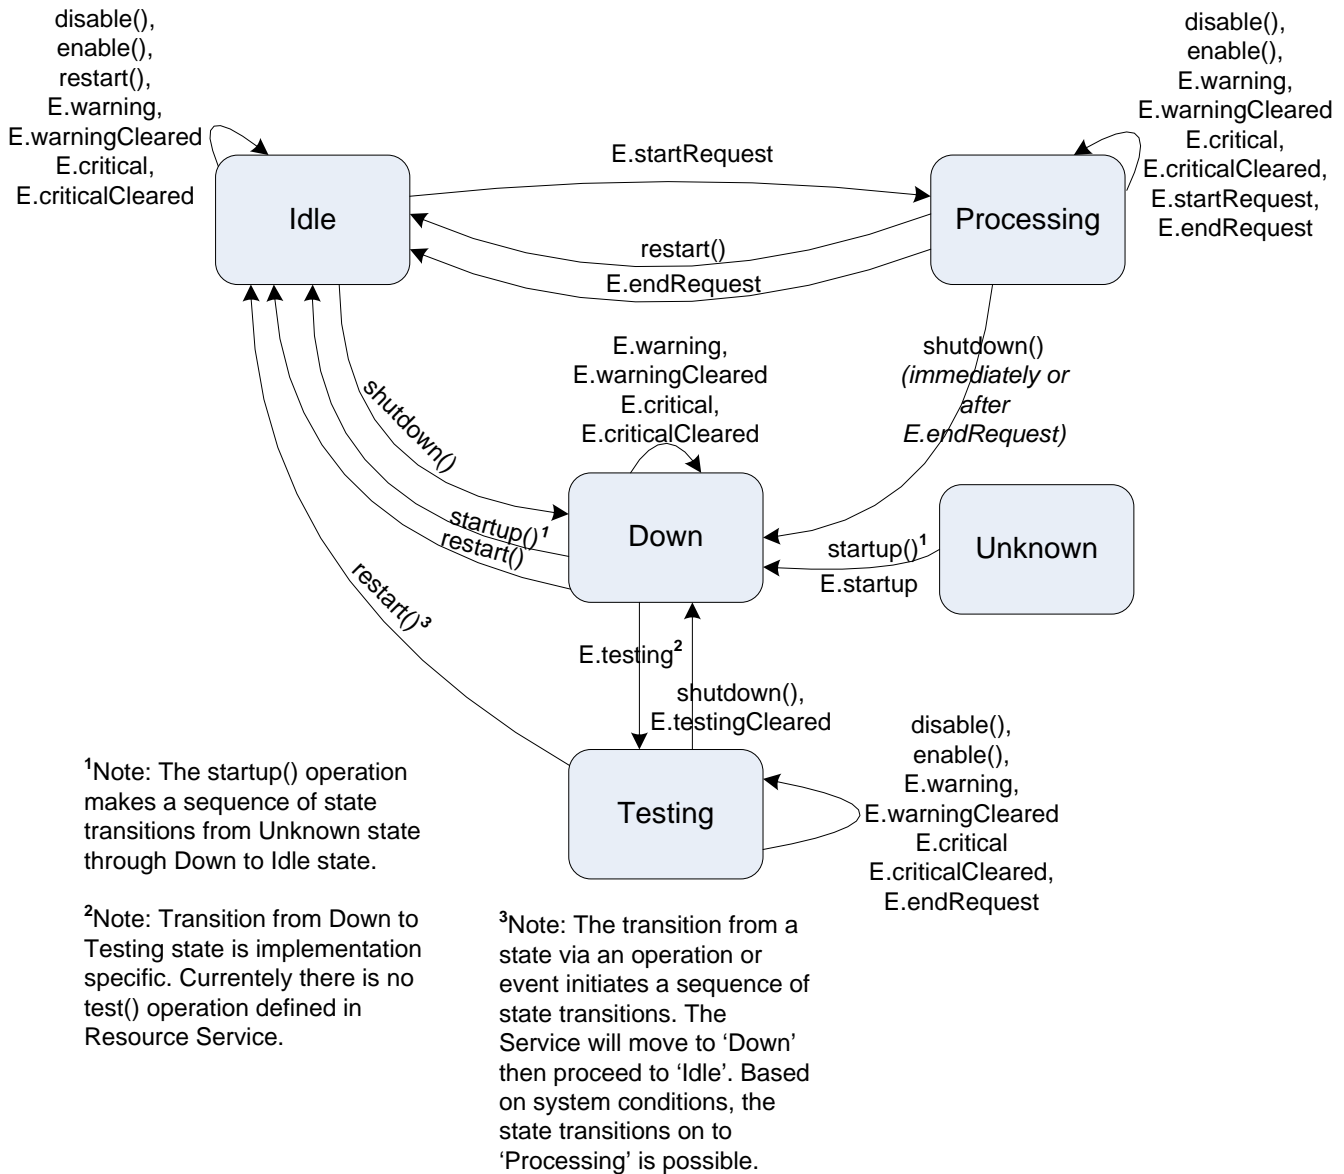 disable(),
enable(),
restart(),
E.warning,
E.warningCleared
E.critical,
E.criticalCleared
disable(),
enable(),
E.warning,
E.warningCleared
E.critical,
E.criticalCleared,
E.startRequest,
E.endRequest
E.startRequest
Idle
Processing
restart()
E.endRequest
E.warning,
E.warningCleared
E.critical,
E.criticalCleared
shutdown()
(immediately or
after
E.endRequest)
shutdown()
Down
Unknown
startup()¹
restart()
startup()¹
E.startup
restart()³
E.testing²
shutdown(),
E.testingCleared
Testing
disable(),
enable(),
E.warning,
E.warningCleared
E.critical
E.criticalCleared,
E.endRequest
¹Note: The startup() operation
makes a sequence of state
transitions from Unknown state
through Down to Idle state.
²Note: Transition from Down to
Testing state is implementation
specific. Currentely there is no
test() operation defined in
Resource Service.
³Note: The transition from a
state via an operation or
event initiates a sequence of
state transitions. The
Service will move to ‘Down’
then proceed to ‘Idle’. Based
on system conditions, the
state transitions on to
‘Processing’ is possible.